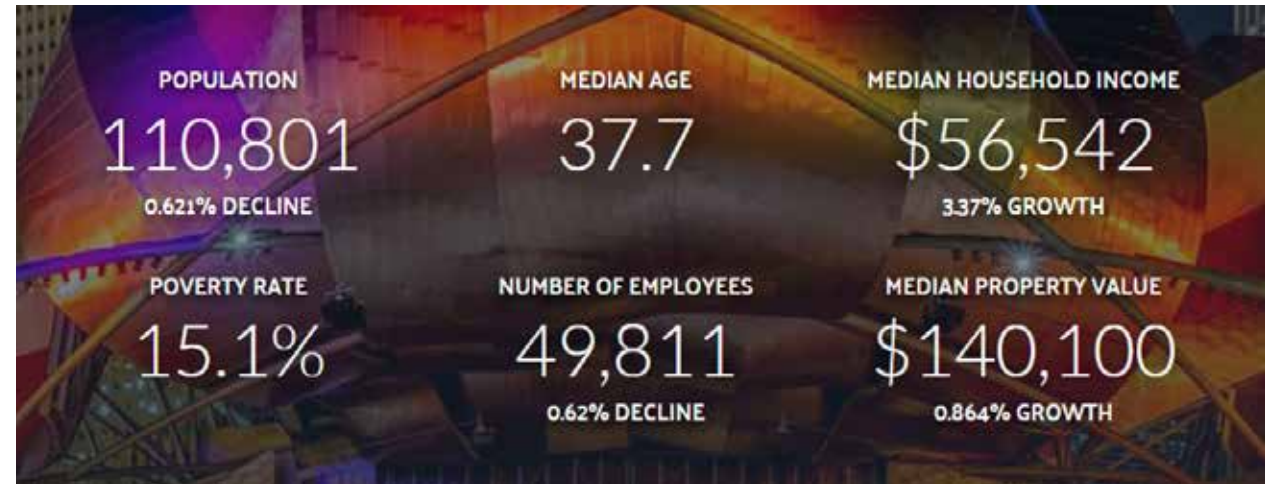 POPULATION
110,801
0.621% DECLINE
MEDIAN AGE
37.7
MEDIAN HOUSEHOLD INCOME
$56,542
3.37% GROWTH
POVERTY RATE
15.1%
NUMBER OF EMPLOYEES
49,811
0.62% DECLINE
MEDIAN PROPERTY VALUE
$140,100
0.864% GROWTH